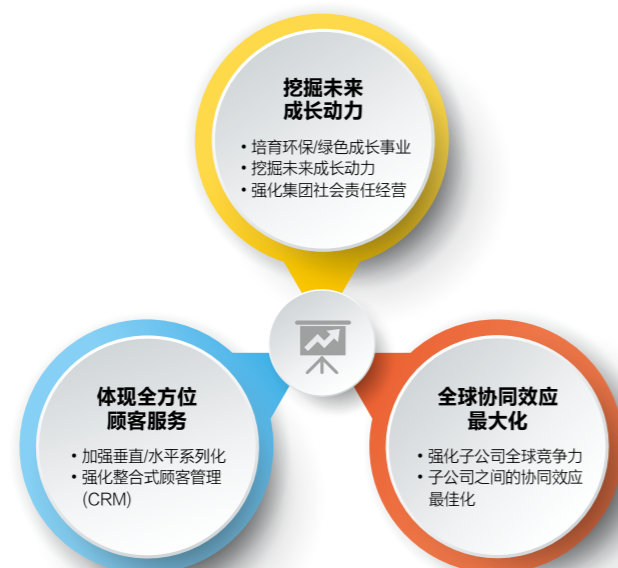 挖掘未来
成长动力
• 培育环保/绿色成长事业
• 挖掘未来成长动力
• 强化集团社会责任经营
体现全方位
顾客服务
• 加强垂直/水平系列化
• 强化整合式顾客管理
(CRM)
全球协同效应
最大化
• 强化子公司全球竞争力
• 子公司之间的协同效应
最佳化